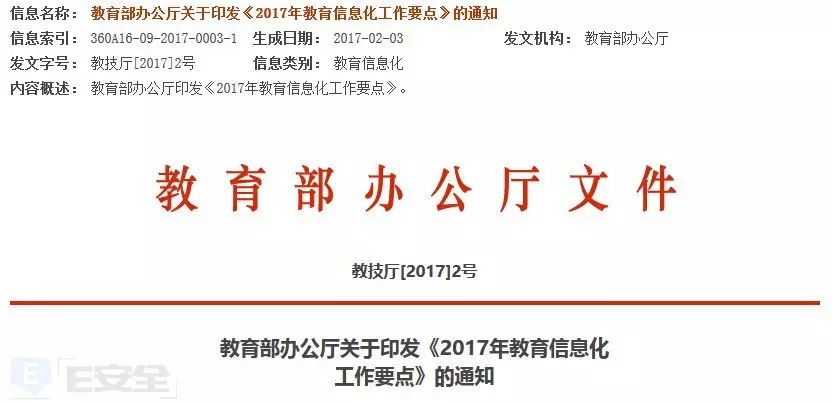 信息名称： 教育部办公厅关于印发《2017年教育信息化工作要点》的通知
信息索引： 360A16-09-2017-0003-1 生成日期： 2017-02-03 发文机构： 教育部办公厅
发文字号： 教技厅[2017]2号 信息类别： 教育信息化
内容概述： 教育部办公厅印发《2017年教育信息化工作要点》。
教育部办公厅文件
教技厅[2017]2号
教育部办公厅关于印发《2017年教育信息化
工作要点》的通知
E安全